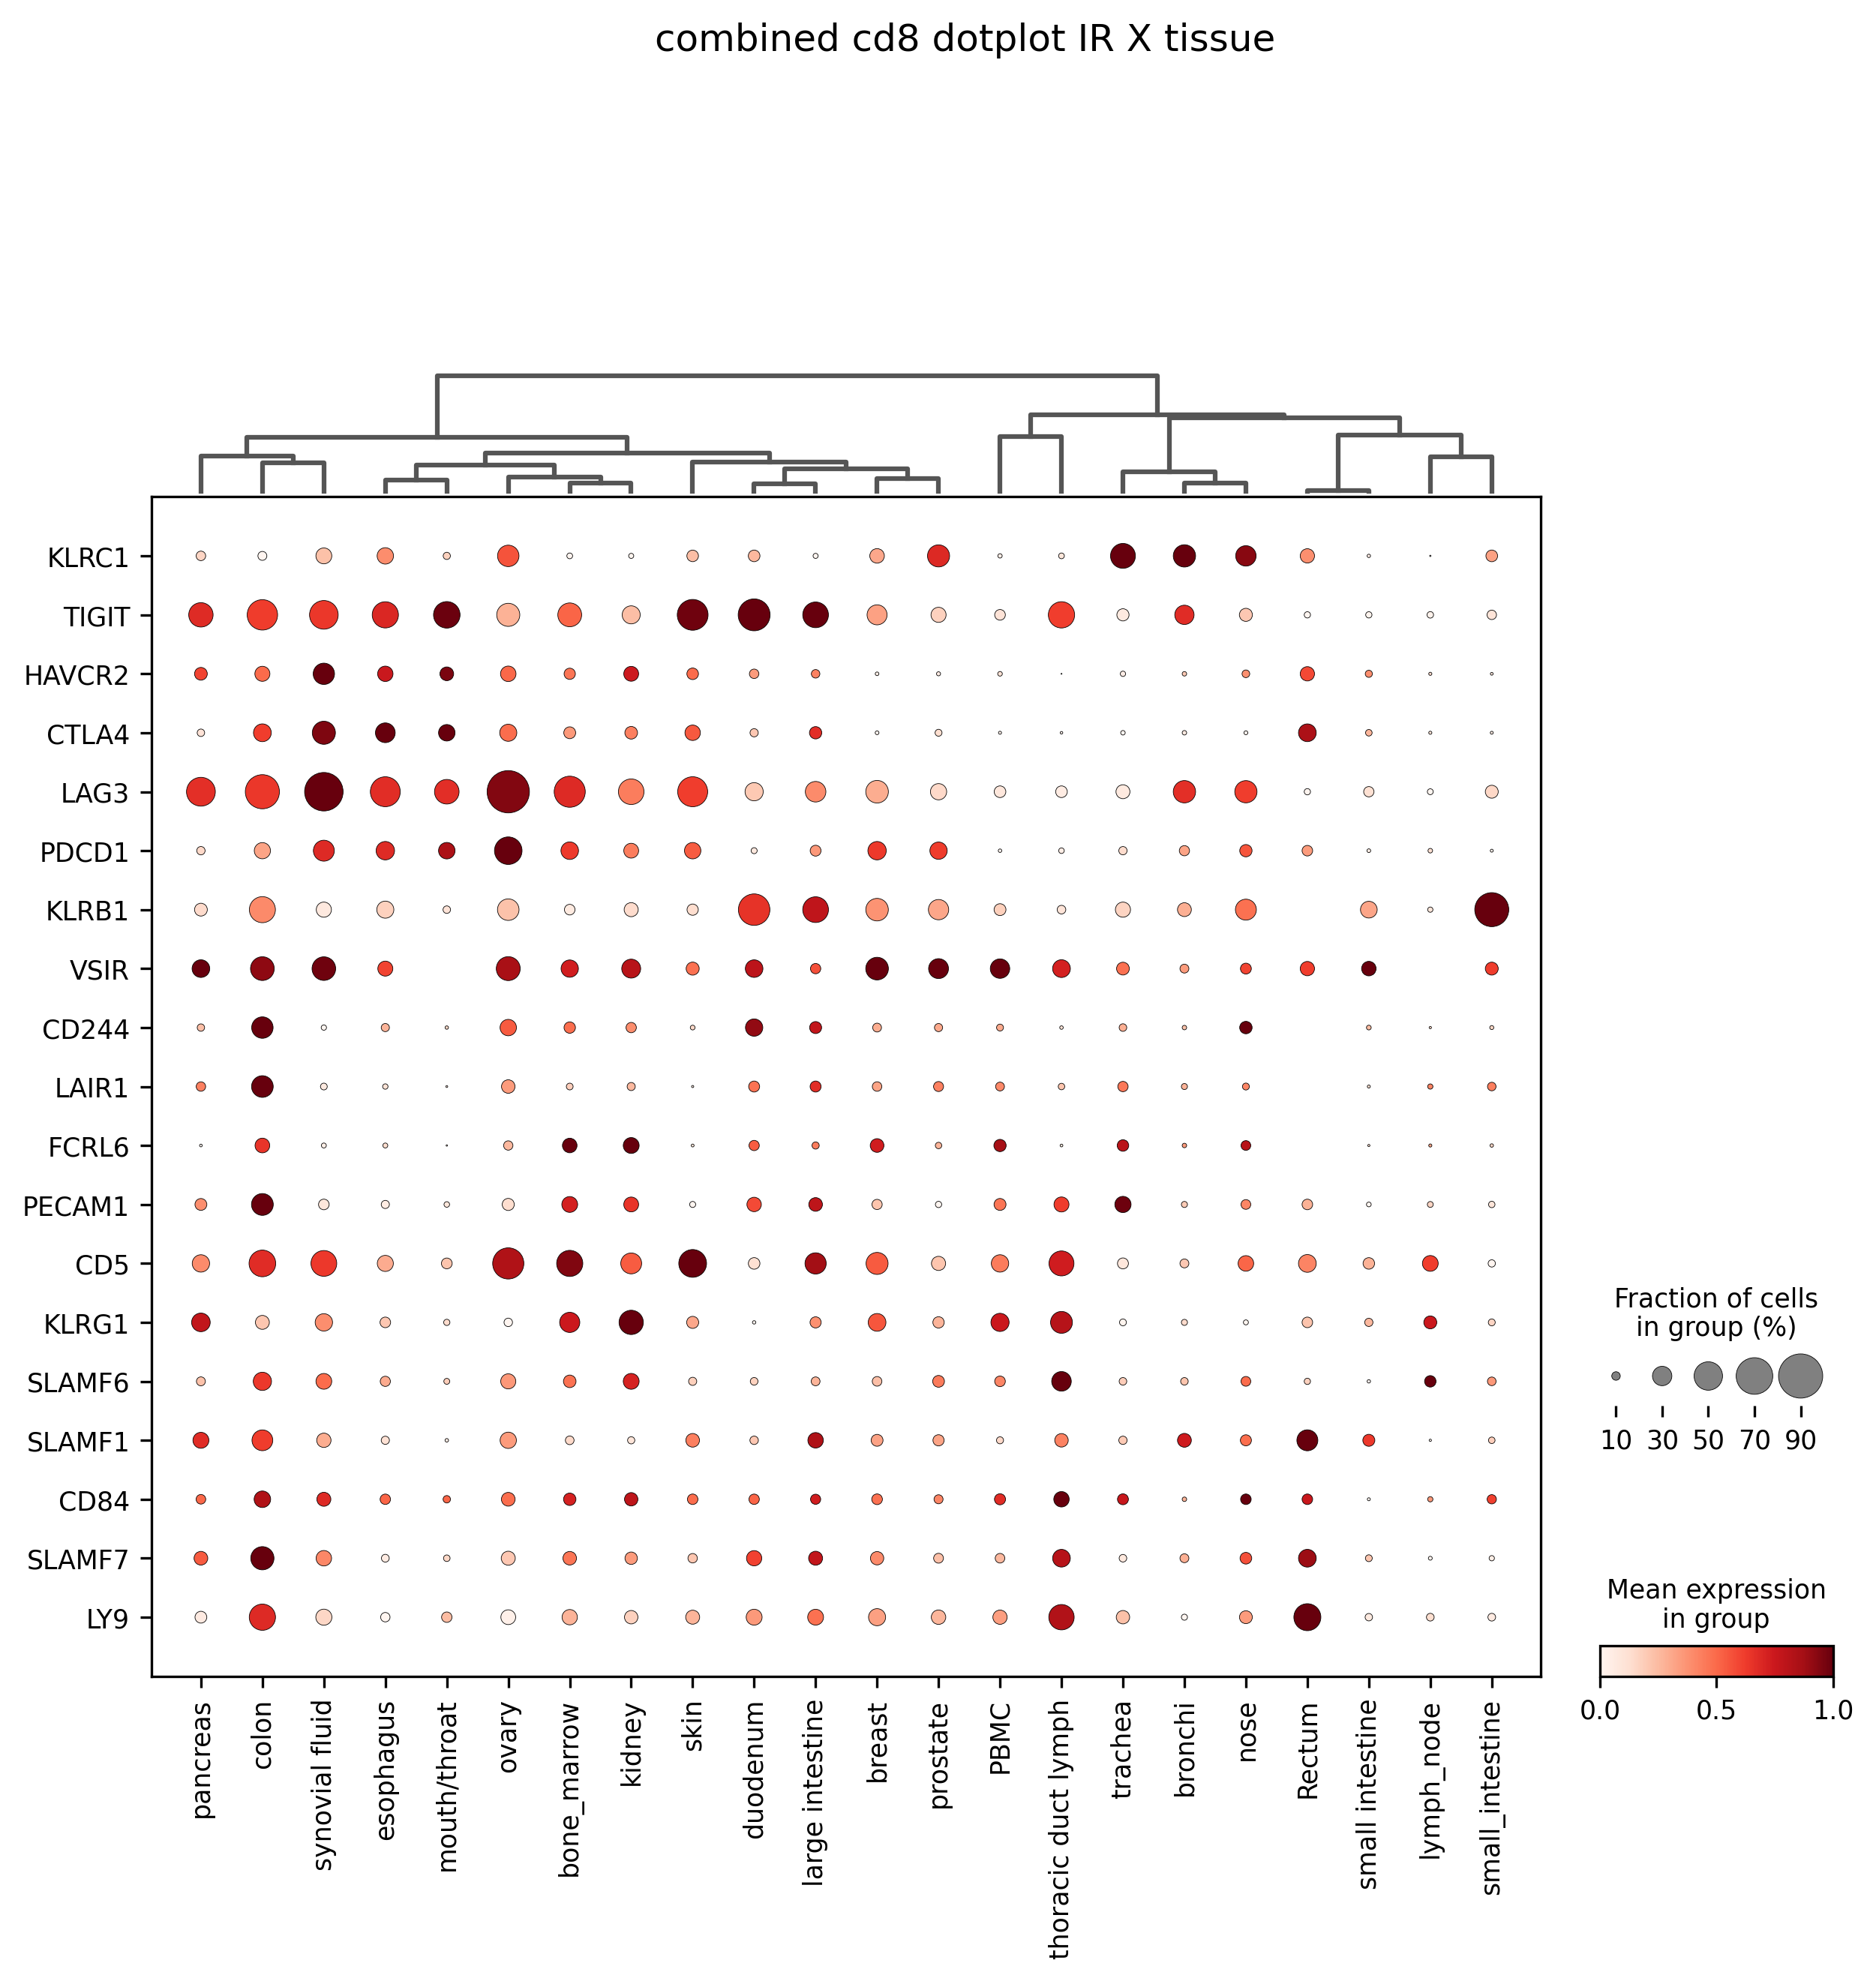 combined cd8 dotplot IR X tissue
KLRC1
TIGIT
HAVCR2
CTLA4
LAG3
PDCD1
KLRB1
VSIR
CD244
LAIR1
FCRL6
PECAM1
CD5
KLRG1
SLAMF6
SLAMF1
CD84
SLAMF7
LY9
pancreas
colon
synovial fluid
esophagus
mouth/throat
ovary
bone_marrow
kidney
skin
duodenum
large intestine
breast
prostate
PBMC
thoracic duct lymph
trachea
bronchi
nose
Rectum
small intestine
lymph_node
small_intestine
Fraction of cells
in group (%)
10 30 50 70 90
Mean expression
in group
0.0 0.5 1.0